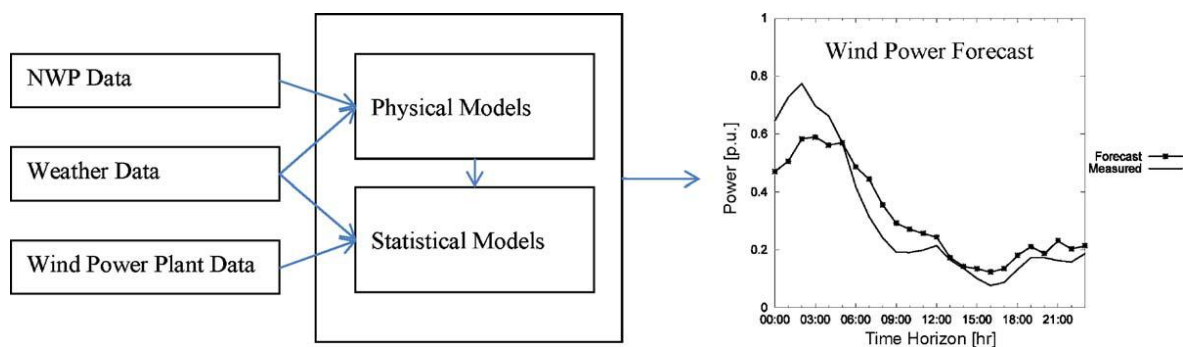 NWP Data
Weather Data
Wind Power Plant Data
Physical Models
Statistical Models
Wind Power Forecast
Power [p.u.]
1
0.8
0.6
0.4
0.2
0
00:00 03:00 06:00 09:00 12:00 15:00 18:00 21:00
Time Horizon [hr]
Forecast
Measured